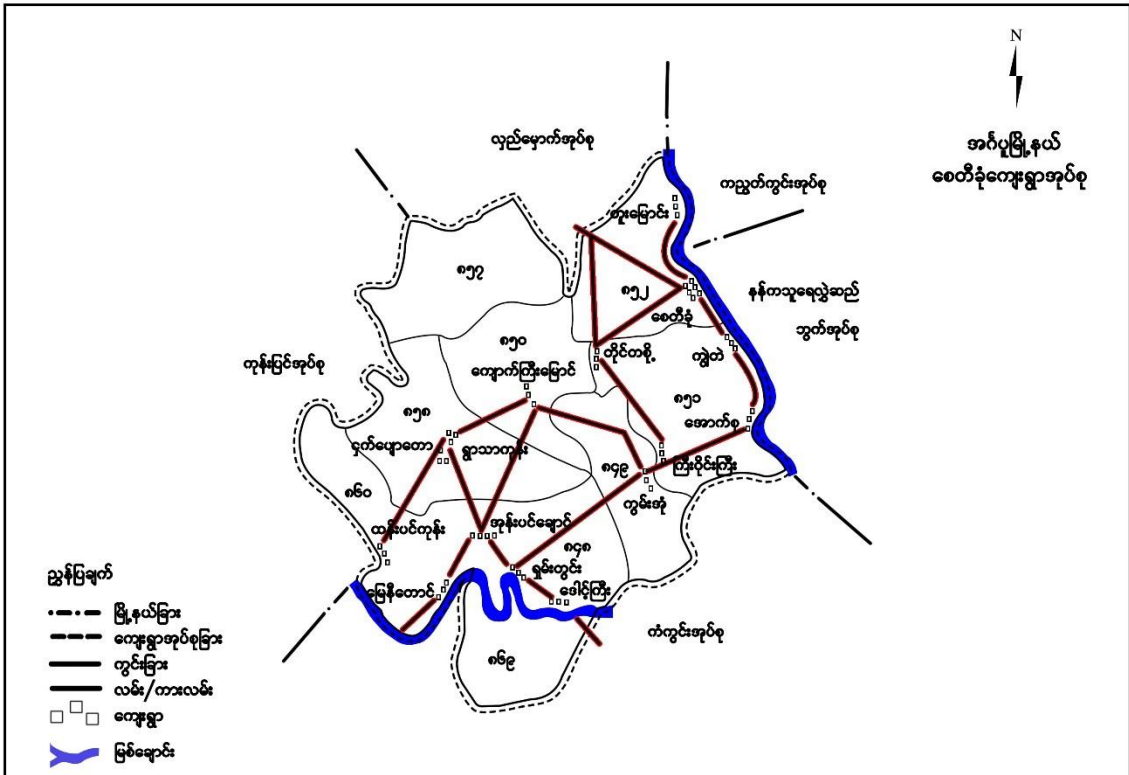 N
အင်္ဂပူမြို့နယ်
စေတီခုံကျေးရွာအုပ်စု
လှည်မှောက်အုပ်စု
ကညွတ်ကွင်းအုပ်စု
တူးမြောင်း
၈၅၇
၈၅၂
နန်ကသူရေလွှဲဆည်
စေတီခုံ
ဘွက်အုပ်စု
၈၅၀
တိုင်တစို့
ကျွဲတဲ
ကုန်းပြင်အုပ်စု
ကျောက်ကြီးမြောင်
၈၅၁
၈၅၈
အောက်စု
ငှက်ပျောတော
ရွာသာကုန်း
၈၄၉
ကြီးပိုင်းကြီး
၈၆၀
ကွမ်းအုံ
ထန်းပင်ကုန်း
အုန်းပင်ချောင်
၈၄၈
ရှမ်းတွင်း
မြေနီတောင်
ဒေါင့်ကြီး
ကံကွင်းအုပ်စု
၈၆၉
ညွှန်ပြချက်
မြို့နယ်ခြား
ကျေးရွာအုပ်စုခြား
ကွင်းခြား
လမ်း/ကားလမ်း
ကျေးရွာ
မြစ်ချောင်း